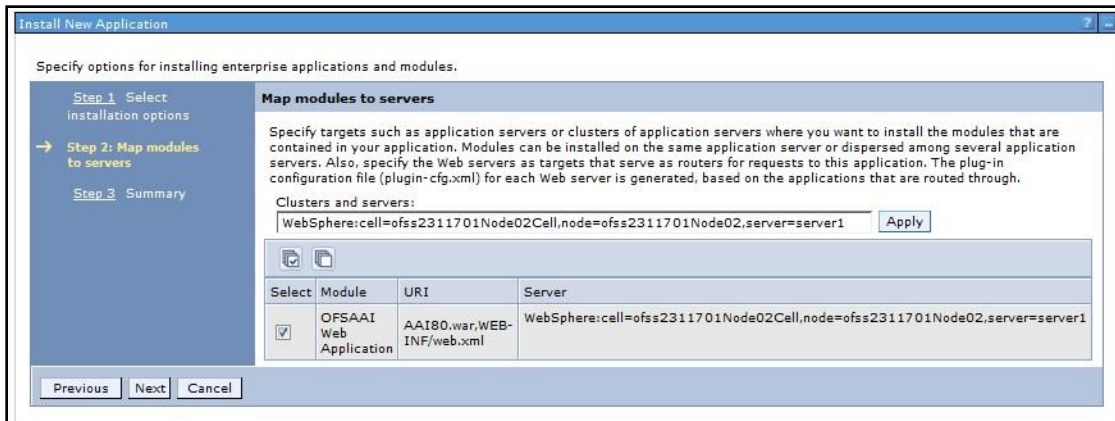 Install New Application
?
Specify options for installing enterprise applications and modules.
Step 1 Select
installation options
Step 2: Map modules
to servers
Step 3 Summary
Map modules to servers
Specify targets such as application servers or clusters of application servers where you want to install the modules that are
contained in your application. Modules can be installed on the same application server or dispersed among several application
servers. Also, specify the Web servers as targets that serve as routers for requests to this application. The plug-in
configuration file (plugin-cfg.xml) for each Web server is generated, based on the applications that are routed through.
Clusters and servers:
WebSphere:cell=ofss2311701Node02Cell,node=ofss2311701Node02,server=server1 Apply
Select Module URI Server
OFSAAI
Web
Application
AAI80.war,WEB-
INF/web.xml
WebSphere:cell=ofss2311701Node02Cell,node=ofss2311701Node02,server=server1
Previous Next Cancel